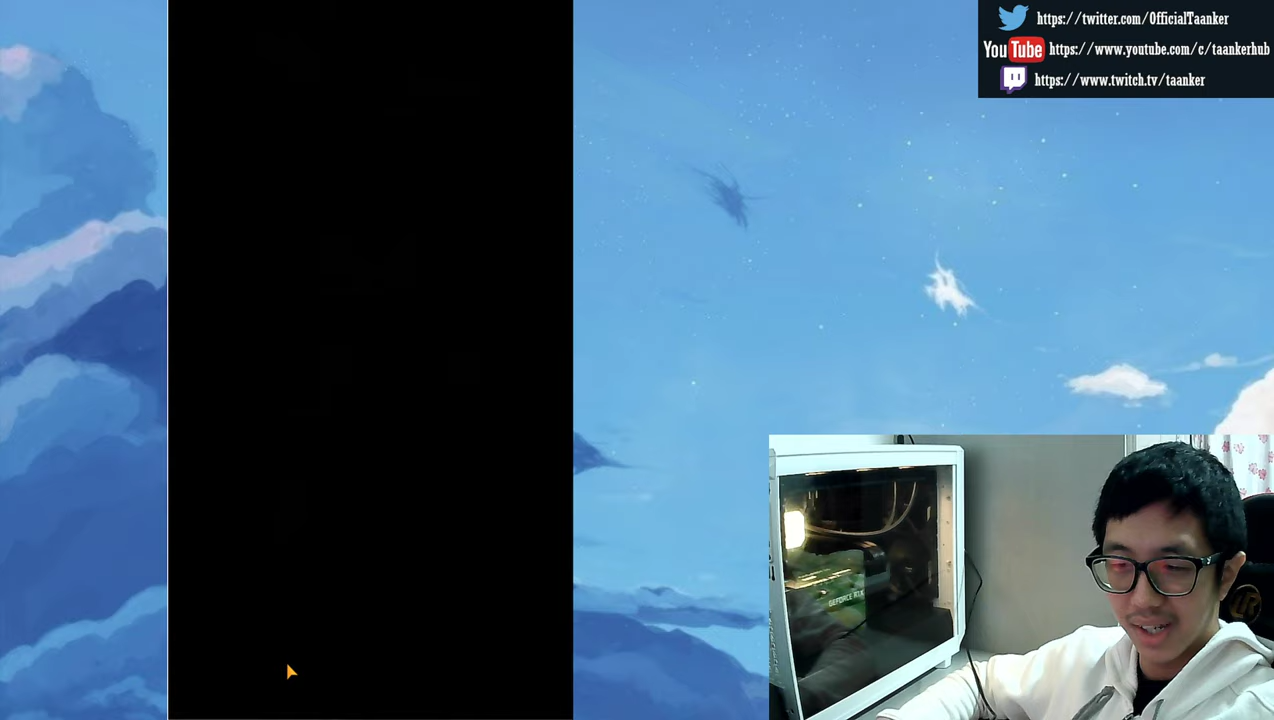 https://twitter.com/OfficialTaanker
YouTube https://www.youtube.com/c/taankerhub
https://www.twitch.tv/taanker
GEFORCE RTX